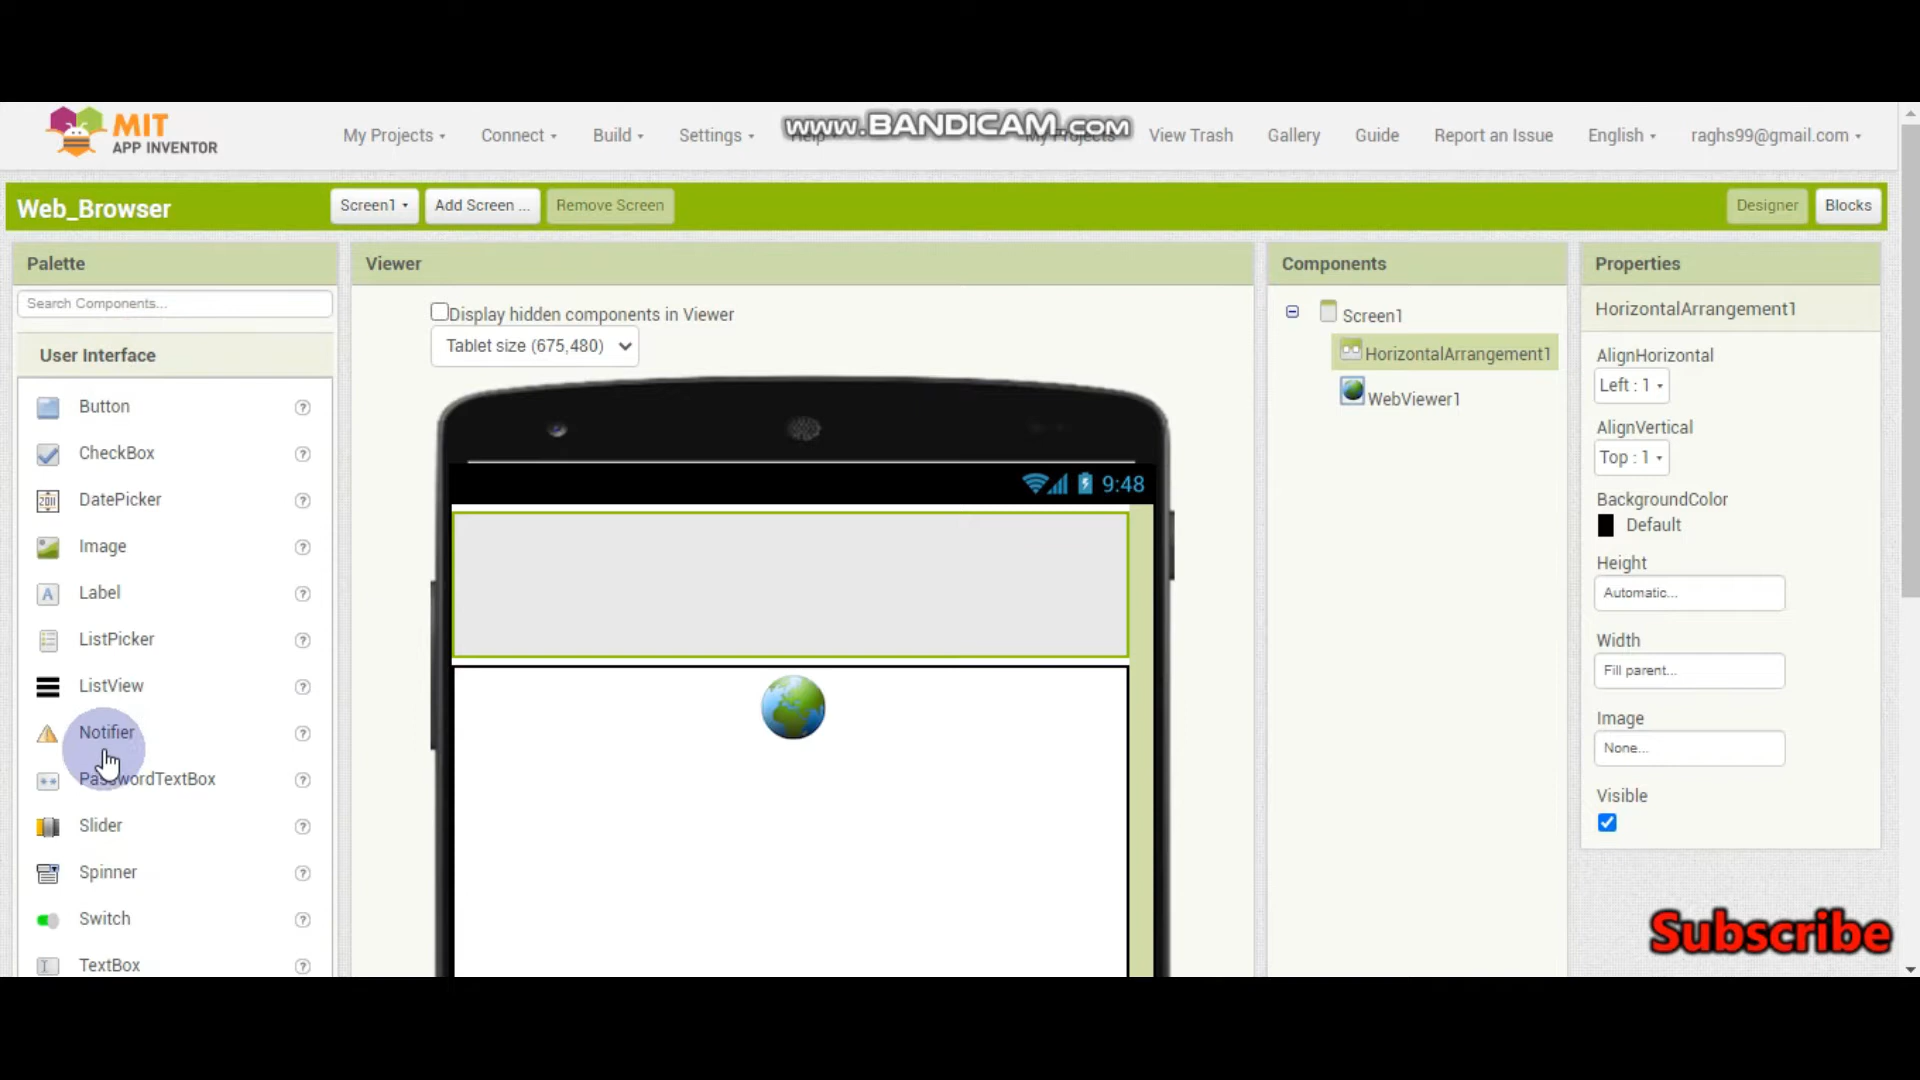 MIT
APP INVENTOR
My Projects
Connect
Build
Settings
Help
www.BANDICAM.com
My Projects
View Trash
Gallery
Guide
Report an Issue
English
raghs99@gmail.com
Web_Browser
Screen1
Add Screen ...
Remove Screen
Designer
Blocks
Palette
Search Components...
User Interface
Button
CheckBox
DatePicker
Image
Label
ListPicker
ListView
Notifier
PasswordTextBox
Slider
Spinner
Switch
TextBox
Viewer
Display hidden components in Viewer
Tablet size (675,480)
9:48
Components
Screen1
HorizontalArrangement1
WebViewer1
Properties
HorizontalArrangement1
AlignHorizontal
Left : 1
AlignVertical
Top : 1
BackgroundColor
Default
Height
Automatic...
Width
Fill parent...
Image
None...
Visible
Subscribe